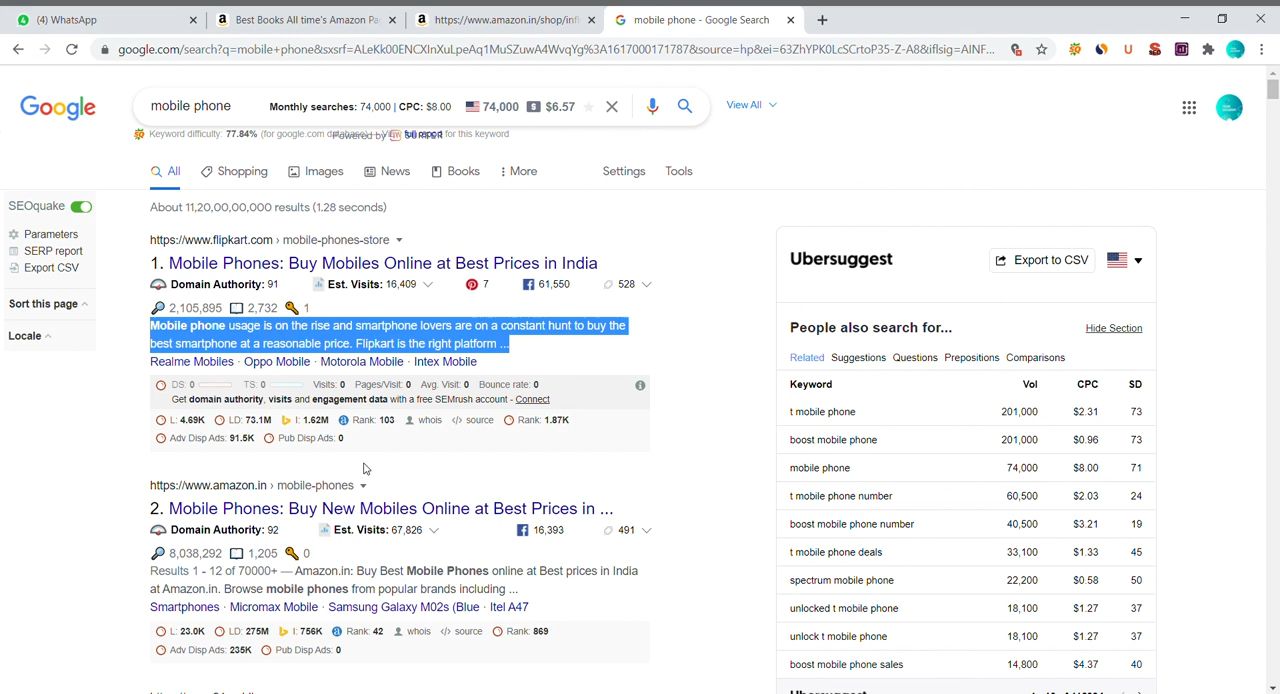 (4) WhatsApp
Best Books All time's Amazon Pa
https://www.amazon.in/shop/infl
mobile phone - Google Search
google.com/search?q=mobile+phone&sxsrf=ALeKk00ENCXInXuLpeAq1MuSZuwA4WvqYg%3A1617000171787&source=hp&ei=63ZhYPK0LcSCrtoP35-Z-A8&iflsig=AINF...
Google
mobile phone
Monthly searches: 74,000 | CPC: $8.00
74,000
$6.57
View All
Keyword difficulty: 77.84% (for google.com database) - View full report for this keyword
Powered by SURFER
All
Shopping
Images
News
Books
More
Settings
Tools
SEOquake
Parameters
SERP report
Export CSV
Sort this page
Locale
About 11,20,00,00,000 results (1.28 seconds)
https://www.flipkart.com › mobile-phones-store
1. Mobile Phones: Buy Mobiles Online at Best Prices in India
Domain Authority: 91 Est. Visits: 16,409 7 61,550 528
2,105,895 2,732 1
Mobile phone usage is on the rise and smartphone lovers are on a constant hunt to buy the
best smartphone at a reasonable price. Flipkart is the right platform ...
Realme Mobiles · Oppo Mobile · Motorola Mobile · Intex Mobile
DS: 0 TS: 0 Visits: 0 Pages/Visit: 0 Avg. Visit: 0 Bounce rate: 0
Get domain authority, visits and engagement data with a free SEMrush account - Connect
L: 4.69K LD: 73.1M I: 1.62M Rank: 103 whois source Rank: 1.87K
Adv Disp Ads: 91.5K Pub Disp Ads: 0
https://www.amazon.in › mobile-phones
2. Mobile Phones: Buy New Mobiles Online at Best Prices in ...
Domain Authority: 92 Est. Visits: 67,826 16,393 491
8,038,292 1,205 0
Results 1 - 12 of 70000+ — Amazon.in: Buy Best Mobile Phones online at Best prices in India
at Amazon.in. Browse mobile phones from popular brands including ...
Smartphones · Micromax Mobile · Samsung Galaxy M02s (Blue · Itel A47
L: 23.0K LD: 275M I: 756K Rank: 42 whois source Rank: 869
Adv Disp Ads: 235K Pub Disp Ads: 0
Ubersuggest
Export to CSV
People also search for...
Hide Section
Related Suggestions Questions Prepositions Comparisons
Keyword Vol CPC SD
t mobile phone 201,000 $2.31 73
boost mobile phone 201,000 $0.96 73
mobile phone 74,000 $8.00 71
t mobile phone number 60,500 $2.03 24
boost mobile phone number 40,500 $3.21 19
t mobile phone deals 33,100 $1.33 45
spectrum mobile phone 22,200 $0.58 50
unlocked t mobile phone 18,100 $1.27 37
unlock t mobile phone 18,100 $1.27 37
boost mobile phone sales 14,800 $4.37 40
Ubersuggest